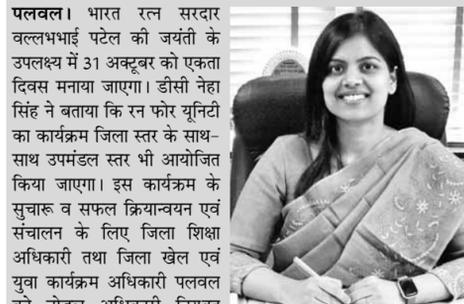 पलवल। भारत रत्न सरदार
वल्लभभाई पटेल की जयंती के
उपलक्ष्य में 31 अक्टूबर को एकता
दिवस मनाया जाएगा। डीसी नेहा
सिंह ने बताया कि रन फोर यूनिटी
का कार्यक्रम जिला स्तर के साथ-
साथ उपमंडल स्तर भी आयोजित
किया जाएगा। इस कार्यक्रम के
सुचारू व सफल क्रियान्वयन एवं
संचालन के लिए जिला शिक्षा
अधिकारी तथा जिला खेल एवं
युवा कार्यक्रम अधिकारी पलवल